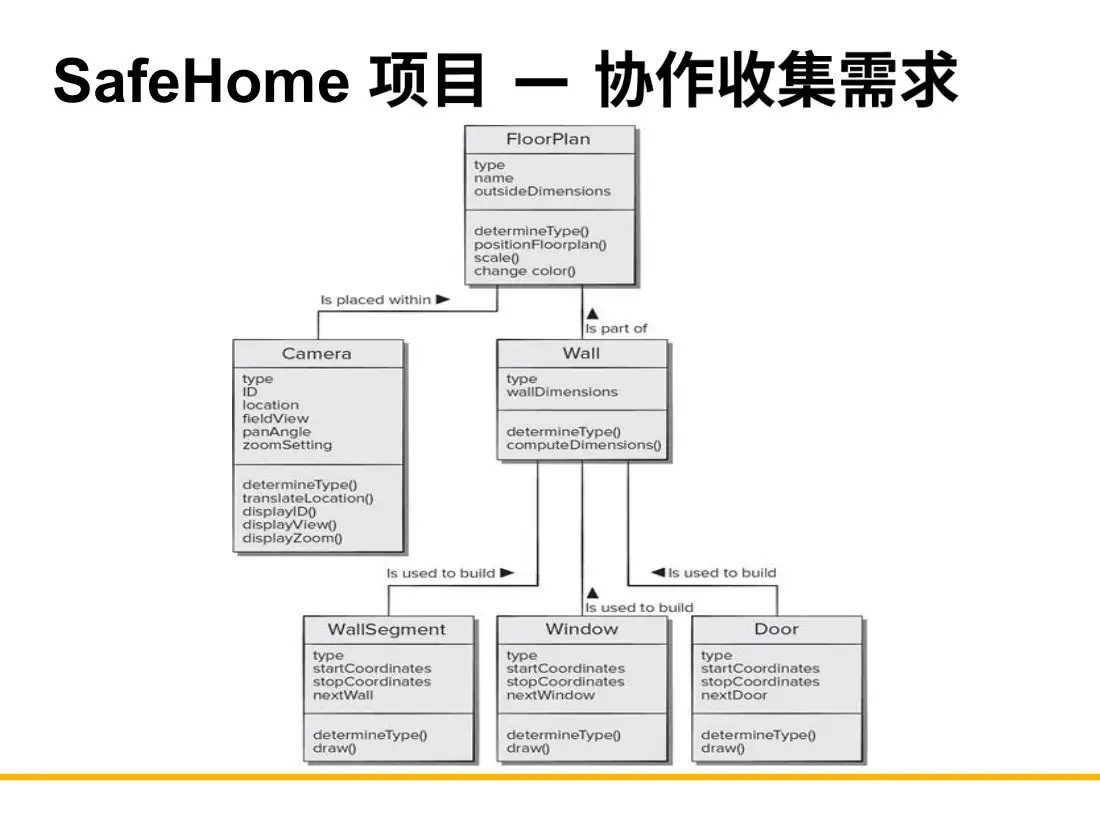 SafeHome 项目 — 协作收集需求
FloorPlan
type
name
outsideDimensions
determineType()
positionFloorplan()
scale()
change color()
Is placed within ▶
▲
Is part of
Camera
type
ID
location
fieldView
panAngle
zoomSetting
determineType()
translateLocation()
displayID()
displayView()
displayZoom()
Wall
type
wallDimensions
determineType()
computeDimensions()
Is used to build ▶
▲
Is used to build
◀ Is used to build
WallSegment
type
startCoordinates
stopCoordinates
nextWall
determineType()
draw()
Window
type
startCoordinates
stopCoordinates
nextWindow
determineType()
draw()
Door
type
startCoordinates
stopCoordinates
nextDoor
determineType()
draw()